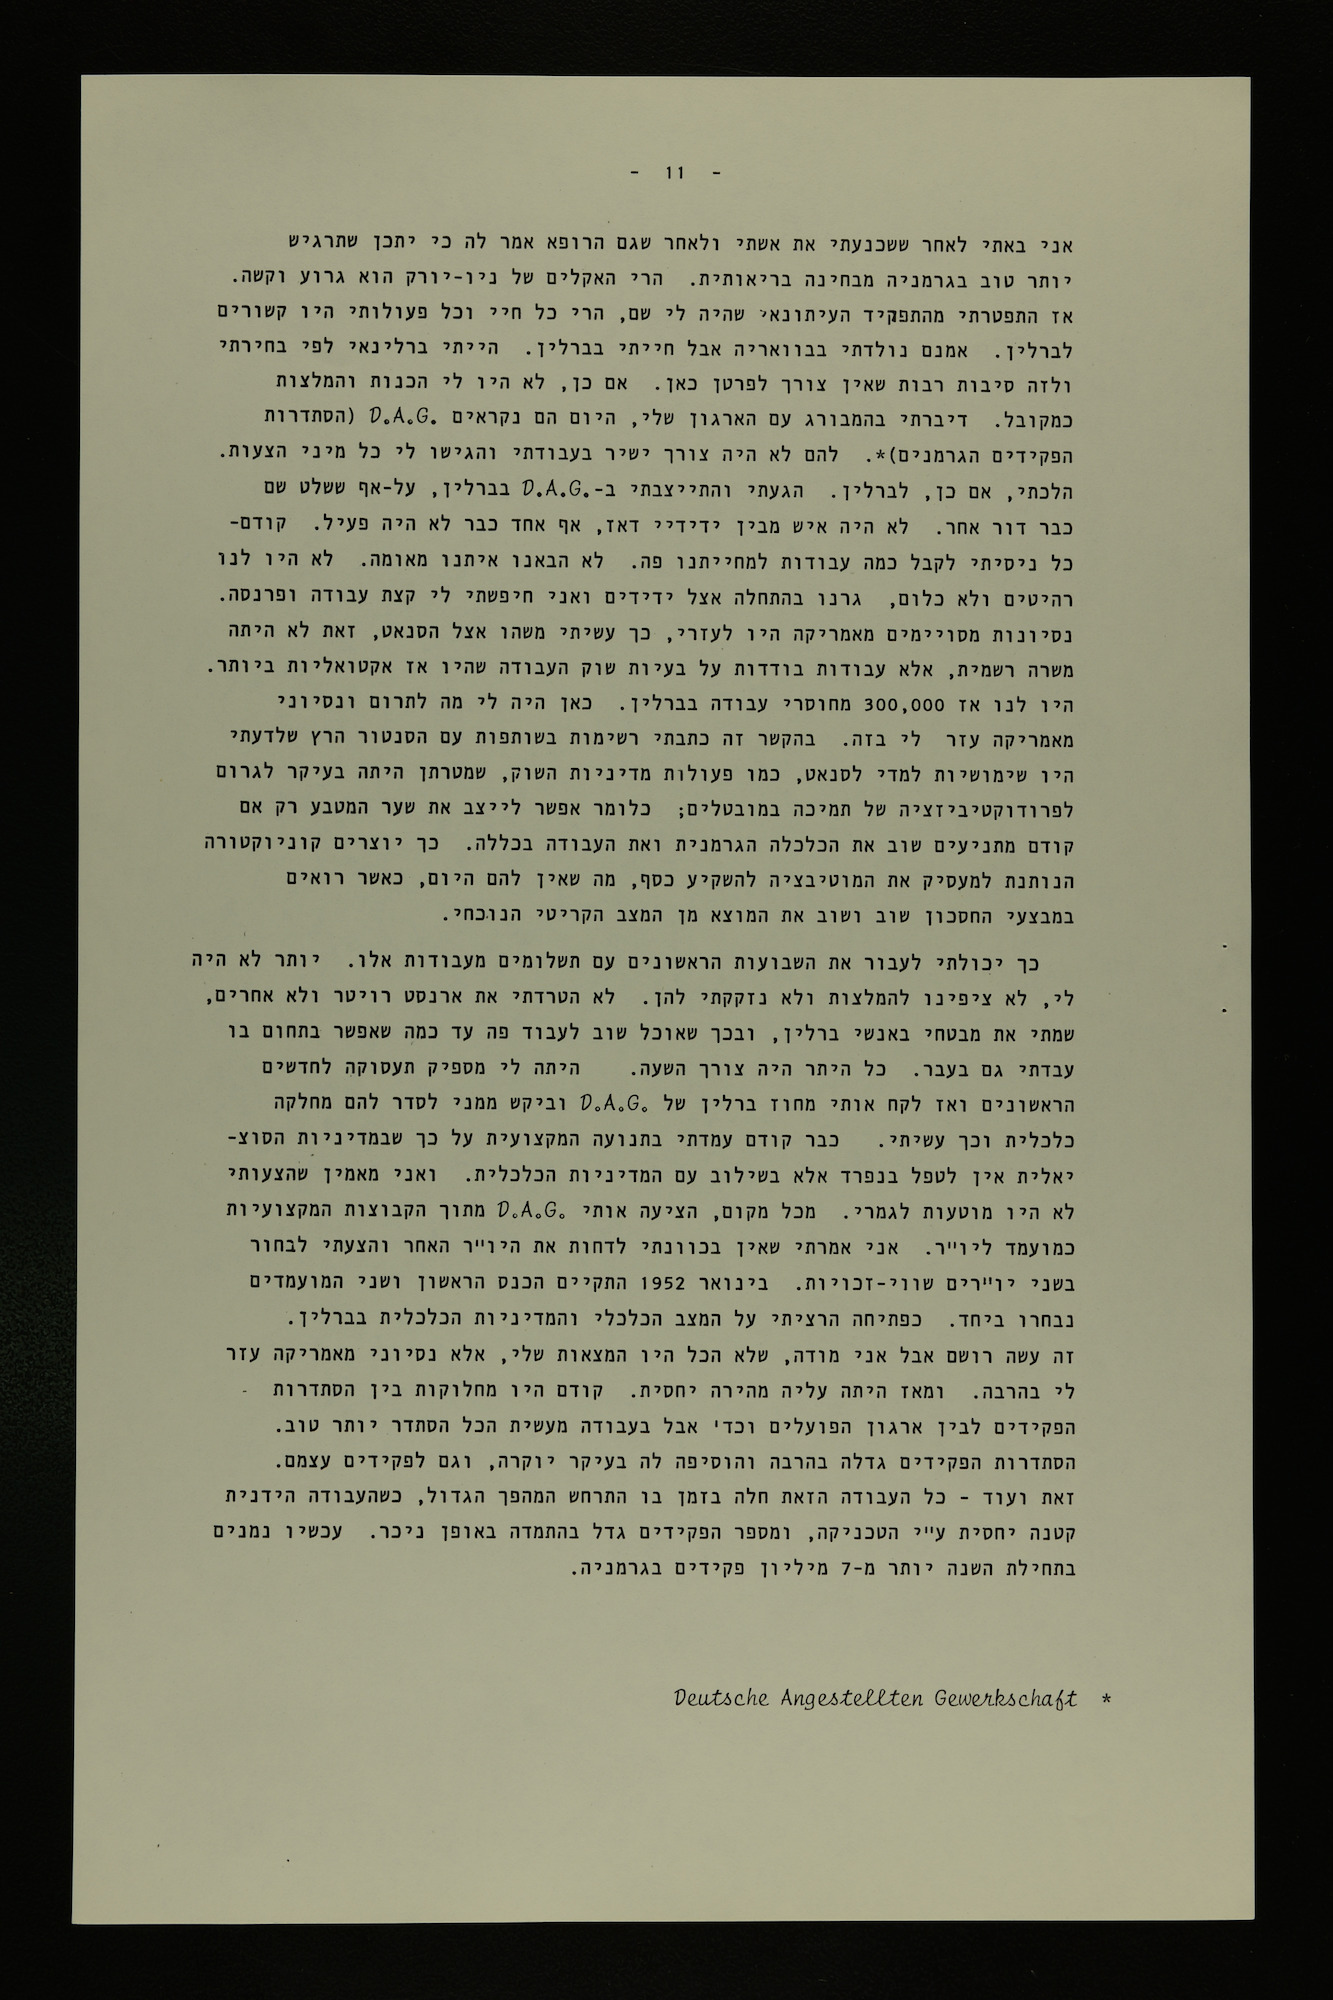 - 11 -
אני באתי לאחר ששכנעתי את אשתי ולאחר שגם הרופא אמר לה כי יתכן שתרגיש
יותר טוב בגרמניה מבחינה בריאותית. הרי האקלים של ניו-יורק הוא גרוע וקשה.
אז התפטרתי מהתפקיד העיתונאי שהיה לי שם, הרי כל חיי וכל פעולותי היו קשורים
לברלין. אמנם נולדתי בבוואריה אבל חייתי בברלין. הייתי ברלינאי לפי בחירתי
ולזה סיבות רבות שאין צורך לפרטן כאן. אם כן, לא היו לי הכנות והמלצות
כמקובל. דיברתי בהמבורג עם הארגון שלי, היום הם נקראים D.A.G. (הסתדרות
הפקידים הגרמנים)*. להם לא היה צורך ישיר בעבודתי והגישו לי כל מיני הצעות.
הלכתי, אם כן, לברלין. הגעתי והתייצבתי ב-D.A.G. בברלין, על-אף ששלט שם
כבר דור אחר. לא היה איש מבין ידידיי דאז, אף אחד כבר לא היה פעיל. קודם-
כל ניסיתי לקבל כמה עבודות למחייתנו פה. לא הבאנו איתנו מאומה. לא היו לנו
רהיטים ולא כלום, גרנו בהתחלה אצל ידידים ואני חיפשתי לי קצת עבודה ופרנסה.
נסיונות מסויימים מאמריקה היו לעזרי, כך עשיתי משהו אצל הסנאט, זאת לא היתה
משרה רשמית, אלא עבודות בודדות על בעיות שוק העבודה שהיו אז אקטואליות ביותר.
היו לנו אז 300,000 מחוסרי עבודה בברלין. כאן היה לי מה לתרום ונסיוני
מאמריקה עזר לי בזה. בהקשר זה כתבתי רשימות בשותפות עם הסנטור הרץ שלדעתי
היו שימושיות למדי לסנאט, כמו פעולות מדיניות השוק, שמטרתן היתה בעיקר לגרום
לפרודוקטיביזציה של תמיכה במובטלים; כלומר אפשר לייצב את שער המטבע רק אם
קודם מתניעים שוב את הכלכלה הגרמנית ואת העבודה בכללה. כך יוצרים קוניוקטורה
הנותנת למעסיק את המוטיבציה להשקיע כסף, מה שאין להם היום, כאשר רואים
במבצעי החסכון שוב ושוב את המוצא מן המצב הקריטי הנוכחי.
כך יכולתי לעבור את השבועות הראשונים עם תשלומים מעבודות אלו. יותר לא היה
לי, לא ציפינו להמלצות ולא נזקקתי להן. לא הטרדתי את ארנסט רויטר ולא אחרים,
שמתי את מבטחי באנשי ברלין, ובכך שאוכל שוב לעבוד פה עד כמה שאפשר בתחום בו
עבדתי גם בעבר. כל היתר היה צורך השעה. היתה לי מספיק תעסוקה לחדשים
הראשונים ואז לקח אותי מחוז ברלין של D.A.G. וביקש ממני לסדר להם מחלקה
כלכלית וכך עשיתי. כבר קודם עמדתי בתנועה המקצועית על כך שבמדיניות הסוצ-
יאלית אין לטפל בנפרד אלא בשילוב עם המדיניות הכלכלית. ואני מאמין שהצעותי
לא היו מוטעות לגמרי. מכל מקום, הציעה אותי D.A.G. מתוך הקבוצות המקצועיות
כמועמד ליו"ר. אני אמרתי שאין בכוונתי לדחות את היו"ר האחר והצעתי לבחור
בשני יו"רים שווי-זכויות. בינואר 1952 התקיים הכנס הראשון ושני המועמדים
נבחרו ביחד. כפתיחה הרציתי על המצב הכלכלי והמדיניות הכלכלית בברלין.
זה עשה רושם אבל אני מודה, שלא הכל היו המצאות שלי, אלא נסיוני מאמריקה עזר
לי בהרבה. ומאז היתה עליה מהירה יחסית. קודם היו מחלוקות בין הסתדרות
הפקידים לבין ארגון הפועלים וכדי אבל בעבודה מעשית הכל הסתדר יותר טוב.
הסתדרות הפקידים גדלה בהרבה והוסיפה לה בעיקר יוקרה, וגם לפקידים עצמם.
זאת ועוד - כל העבודה הזאת חלה בזמן בו התרחש המהפך הגדול, כשהעבודה הידנית
קטנה יחסית ע"י הטכניקה, ומספר הפקידים גדל בהתמדה באופן ניכר. עכשיו נמנים
בתחילת השנה יותר מ-7 מיליון פקידים בגרמניה.
* Deutsche Angestellten Gewerkschaft